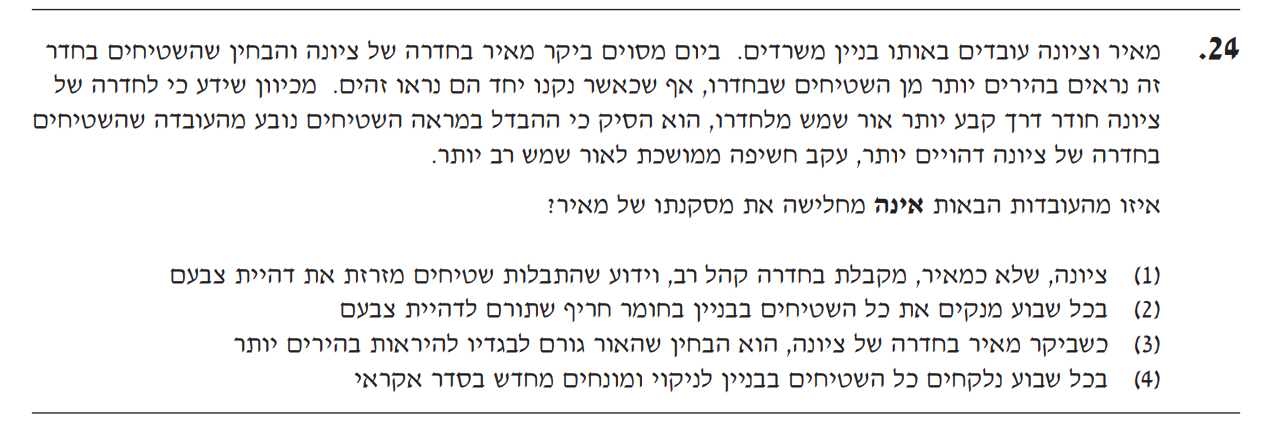 24. מאיר וציונה עובדים באותו בניין משרדים. ביום מסוים ביקר מאיר בחדרה של ציונה והבחין שהשטיחים בחדר
זה נראים בהירים יותר מן השטיחים שבחדרו, אף שכאשר נקנו יחד הם נראו זהים. מכיוון שידע כי לחדרה של
ציונה חודר דרך קבע יותר אור שמש מלחדרו, הוא הסיק כי ההבדל במראה השטיחים נובע מהעובדה שהשטיחים
בחדרה של ציונה דהויים יותר, עקב חשיפה ממושכת לאור שמש רב יותר.
איזו מהעובדות הבאות אינה מחלישה את מסקנתו של מאיר?
(1) ציונה, שלא כמאיר, מקבלת בחדרה קהל רב, וידוע שהתבלות שטיחים מזרזת את דהיית צבעם
(2) בכל שבוע מנקים את כל השטיחים בבניין בחומר חריף שתורם לדהיית צבעם
(3) כשביקר מאיר בחדרה של ציונה, הוא הבחין שהאור גורם לבגדיו להיראות בהירים יותר
(4) בכל שבוע נלקחים כל השטיחים בבניין לניקוי ומונחים מחדש בסדר אקראי